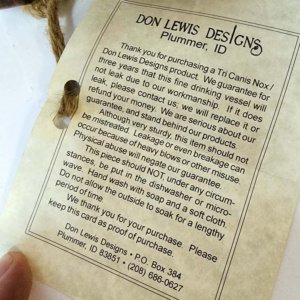 DON LEWIS DESIGNS
Plummer, ID
Thank you for purchasing a Tri Canis Nox /
Don Lewis Designs product. We guarantee for
three years that this fine drinking vessel will
not leak due to our workmanship. If it does
leak, please contact us; we will replace it or
refund your money. We are serious about our
guarantee, and stand behind our products.
Although very sturdy, this item should not
be mistreated. Leakage or even breakage can
occur because of heavy blows or other misuse.
Physical abuse will negate our guarantee.
This piece should NOT, under any circum-
stances, be put in the dishwasher or micro-
wave. Hand wash with soap and a soft cloth.
Do not allow the outside to soak for a lengthy
period of time.
We thank you for your purchase. Please
keep this card as proof of purchase.
Don Lewis Designs • P.O. Box 384
Plummer, ID 83851 • (208) 686-0627